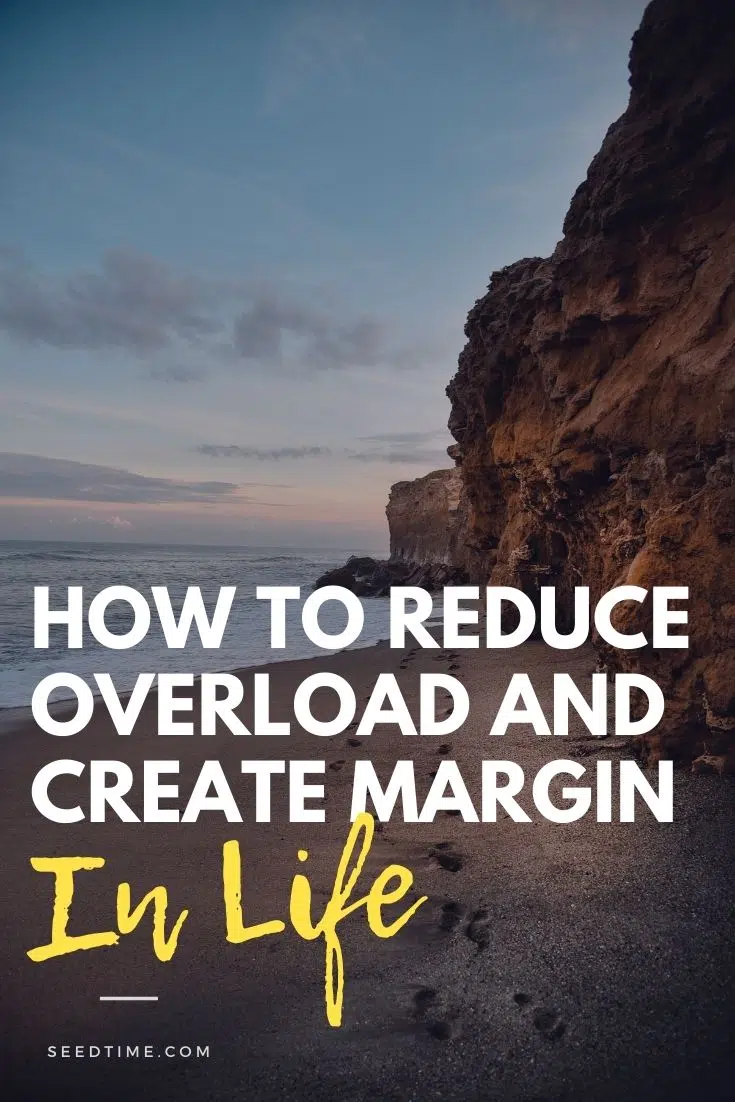 HOW TO REDUCE
OVERLOAD AND
CREATE MARGIN
In Life
SEEDTIME.COM